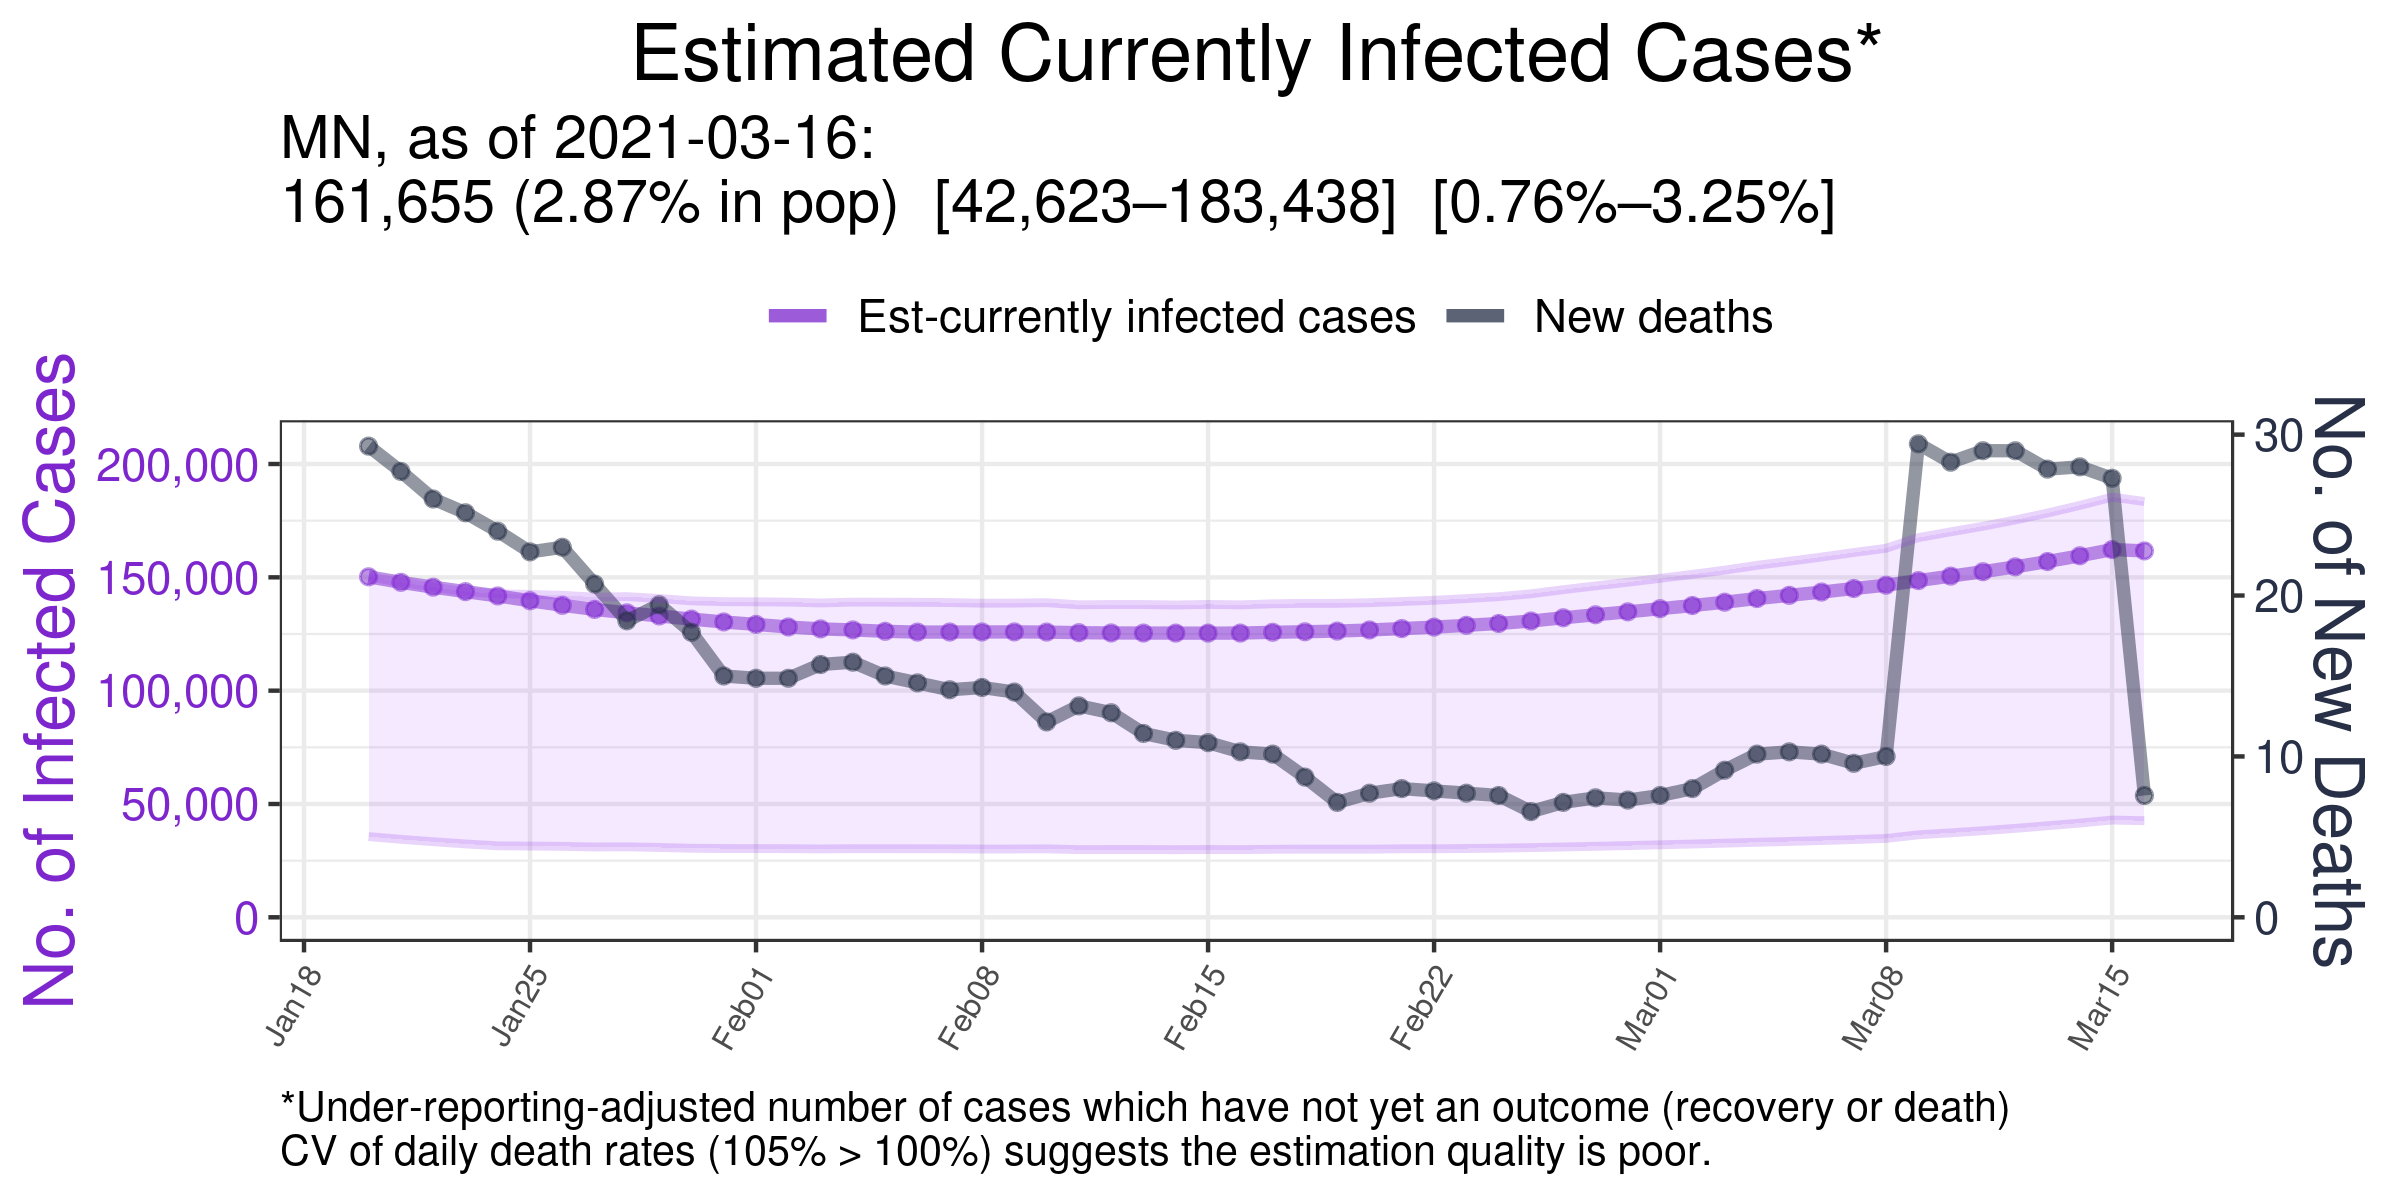 Estimated Currently Infected Cases*
MN, as of 2021-03-16:
161,655 (2.87% in pop)  [42,623–183,438]  [0.76%–3.25%]
Est-currently infected cases
New deaths
No. of Infected Cases
200,000
150,000
100,000
50,000
0
30
20
10
0
No. of New Deaths
Jan18
Jan25
Feb01
Feb08
Feb15
Feb22
Mar01
Mar08
Mar15
*Under-reporting-adjusted number of cases which have not yet an outcome (recovery or death)
CV of daily death rates (105% > 100%) suggests the estimation quality is poor.